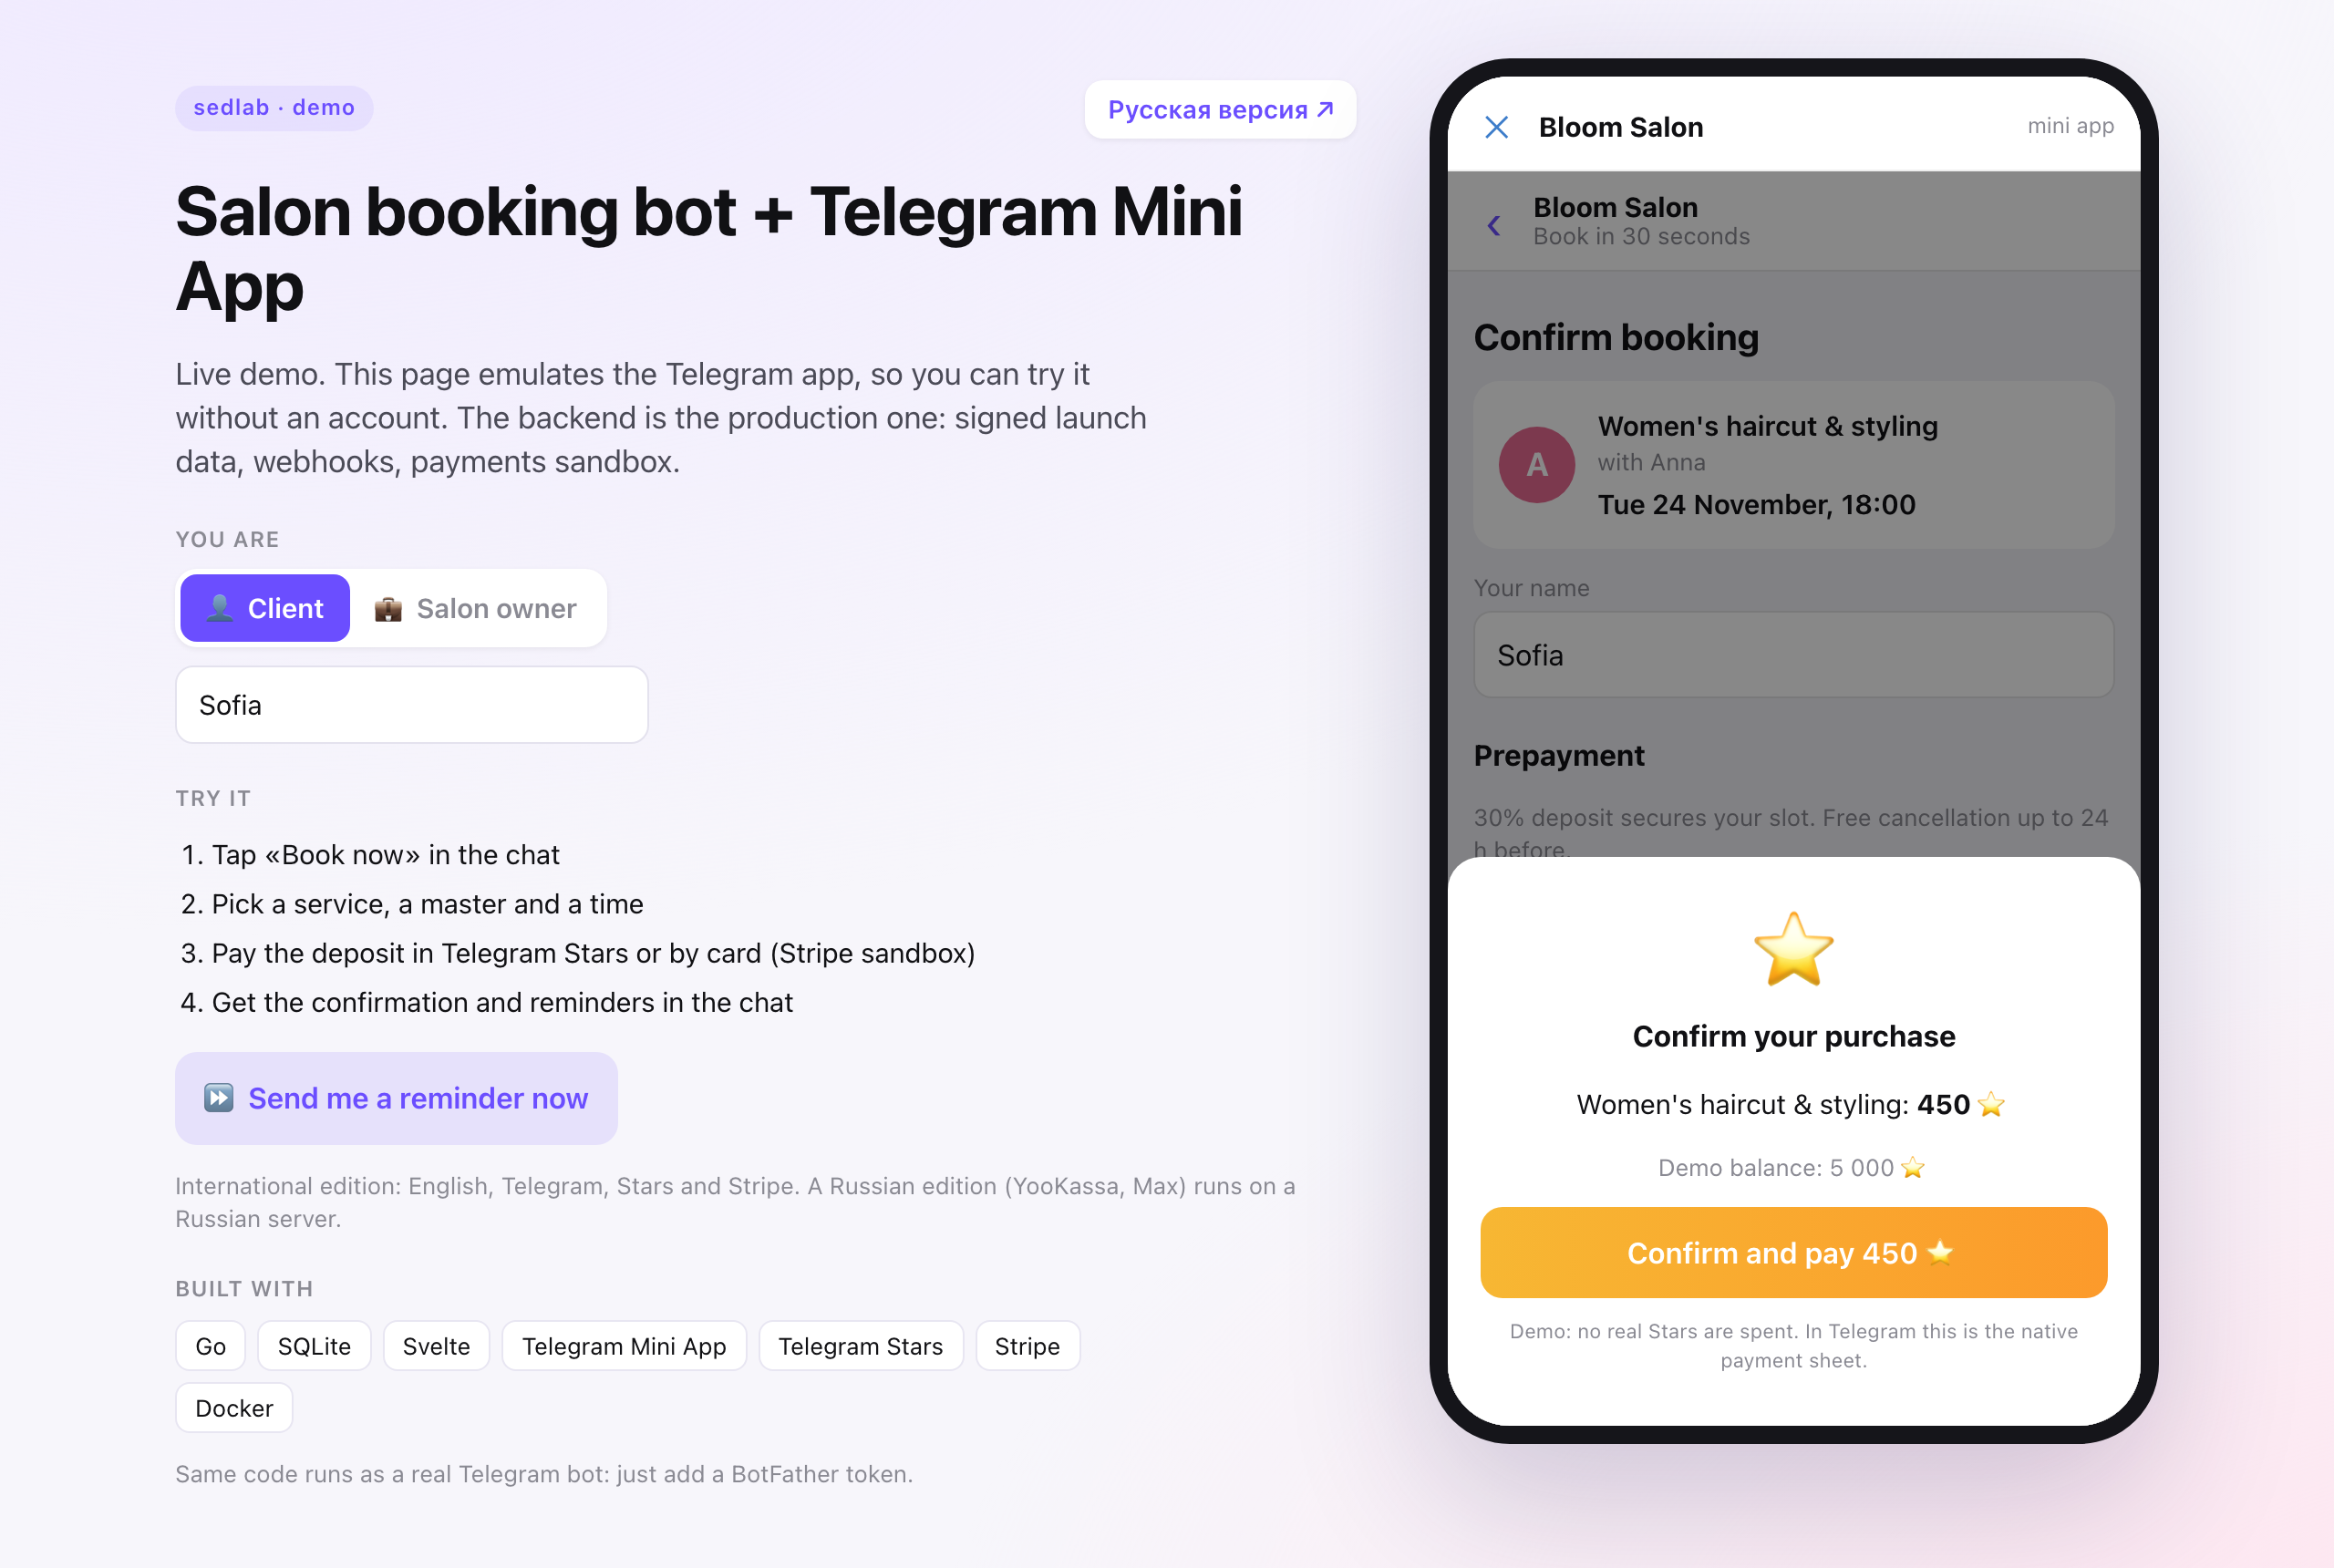 sedlab · demo
Русская версия ↗
Salon booking bot + Telegram Mini
App
Live demo. This page emulates the Telegram app, so you can try it
without an account. The backend is the production one: signed launch
data, webhooks, payments sandbox.
YOU ARE
Client
Salon owner
Sofia
TRY IT
1. Tap «Book now» in the chat
2. Pick a service, a master and a time
3. Pay the deposit in Telegram Stars or by card (Stripe sandbox)
4. Get the confirmation and reminders in the chat
Send me a reminder now
International edition: English, Telegram, Stars and Stripe. A Russian edition (YooKassa, Max) runs on a
Russian server.
BUILT WITH
Go
SQLite
Svelte
Telegram Mini App
Telegram Stars
Stripe
Docker
Same code runs as a real Telegram bot: just add a BotFather token.
Bloom Salon
mini app
Bloom Salon
Book in 30 seconds
Confirm booking
A
Women's haircut & styling
with Anna
Tue 24 November, 18:00
Your name
Sofia
Prepayment
30% deposit secures your slot. Free cancellation up to 24
h before.
Confirm your purchase
Women's haircut & styling: 450 ⭐
Demo balance: 5 000 ⭐
Confirm and pay 450 ⭐
Demo: no real Stars are spent. In Telegram this is the native
payment sheet.